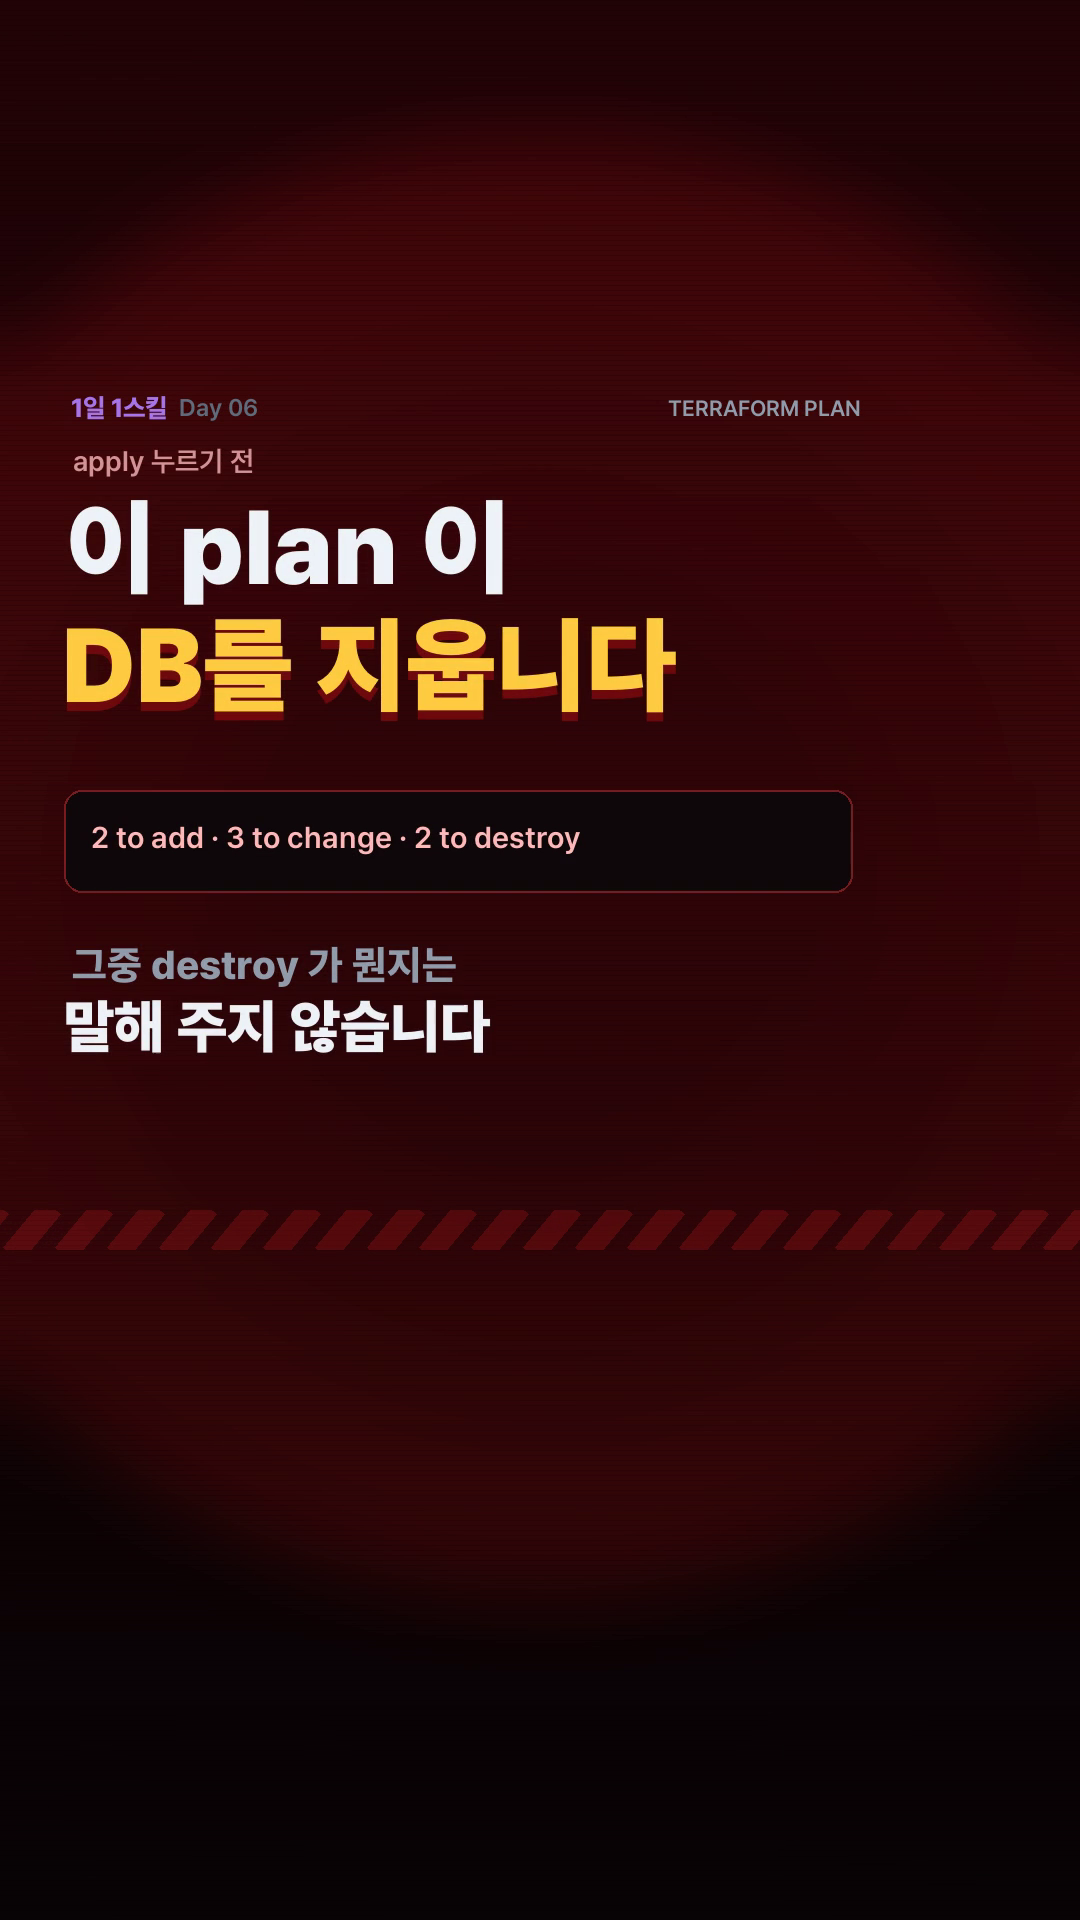 1일 1스킬 Day 06
TERRAFORM PLAN
apply 누르기 전
이 plan 이
DB를 지웁니다
2 to add · 3 to change · 2 to destroy
그중 destroy 가 뭔지는
말해 주지 않습니다